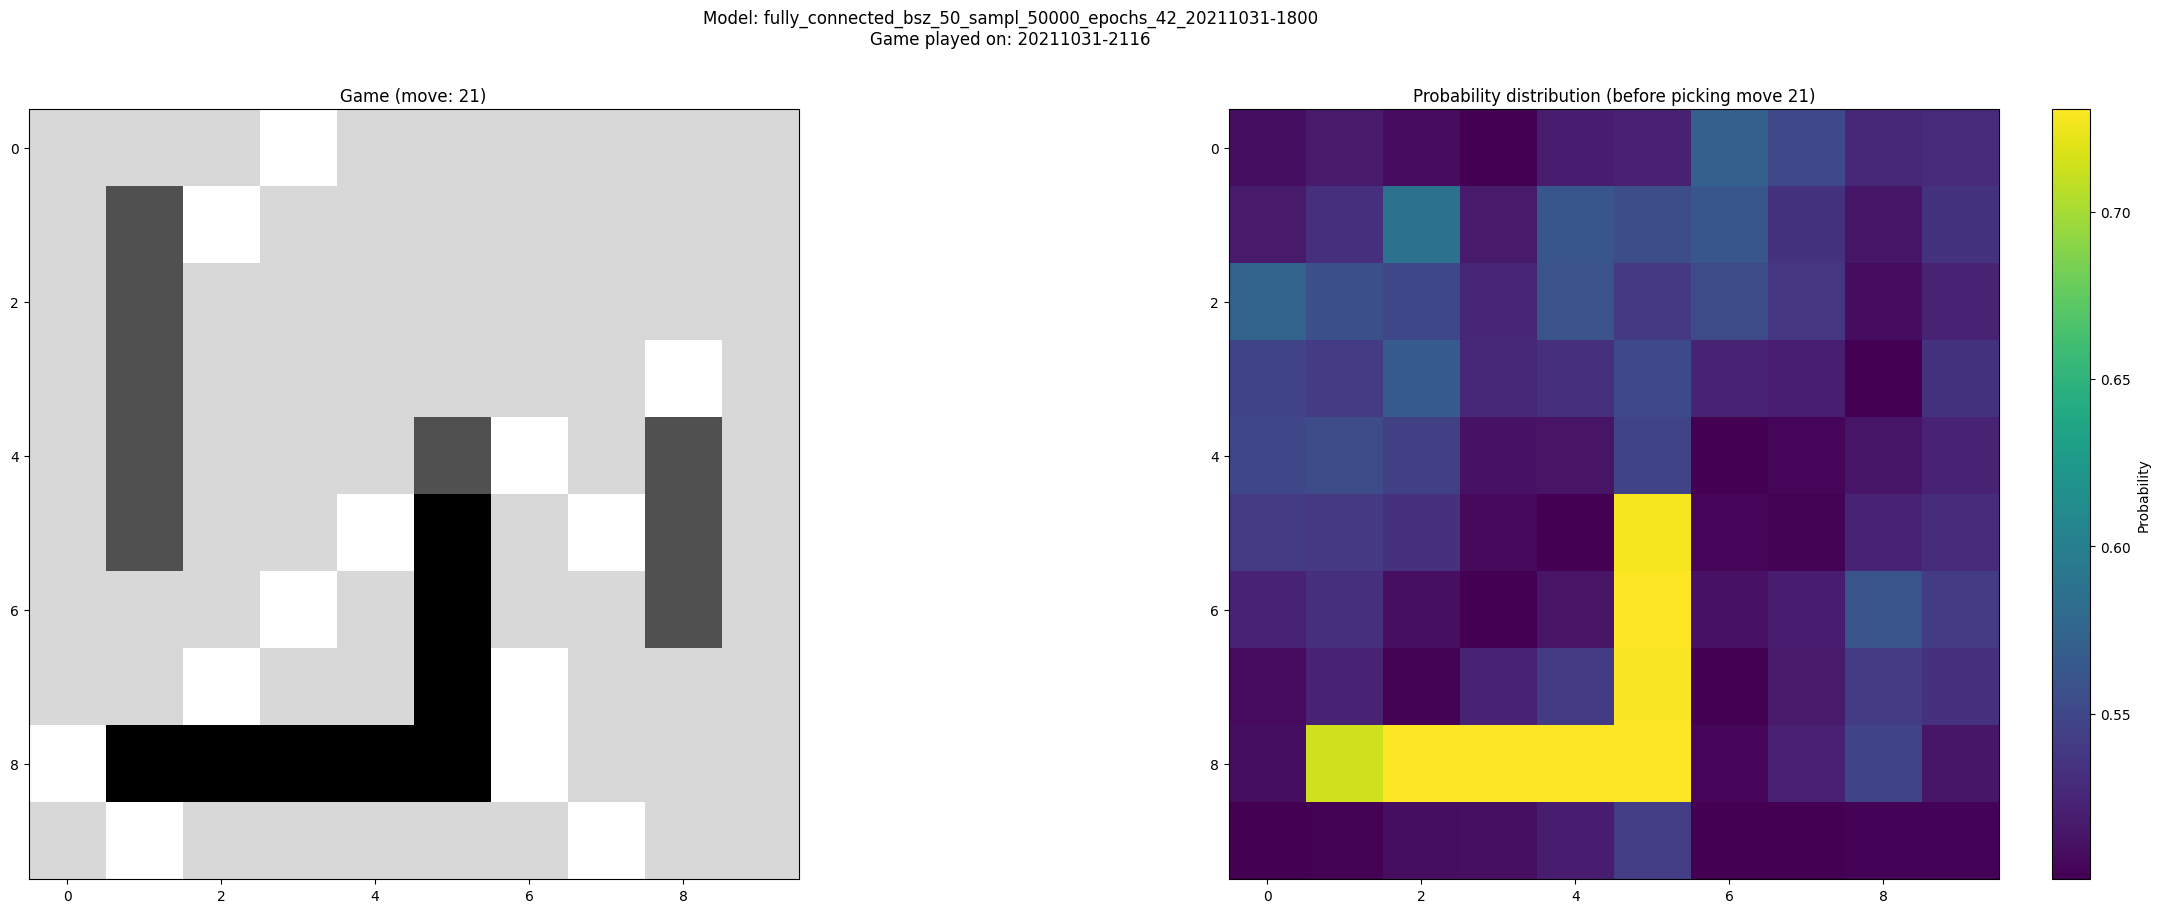 Model: fully_connected_bsz_50_sampl_50000_epochs_42_20211031-1800
Game played on: 20211031-2116
Game (move: 21)
0
2
4
6
8
0 2 4 6 8
Probability distribution (before picking move 21)
0
2
4
6
8
0 2 4 6 8
0.70
0.65
0.60
0.55
Probability